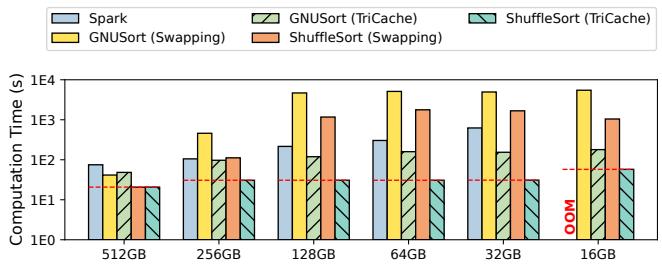 Spark
GNUSort (TriCache)
ShuffleSort (TriCache)
GNUSort (Swapping)
ShuffleSort (Swapping)
Computation Time (s)
1E4
1E3
1E2
1E1
1E0
OOM
512GB
256GB
128GB
64GB
32GB
16GB